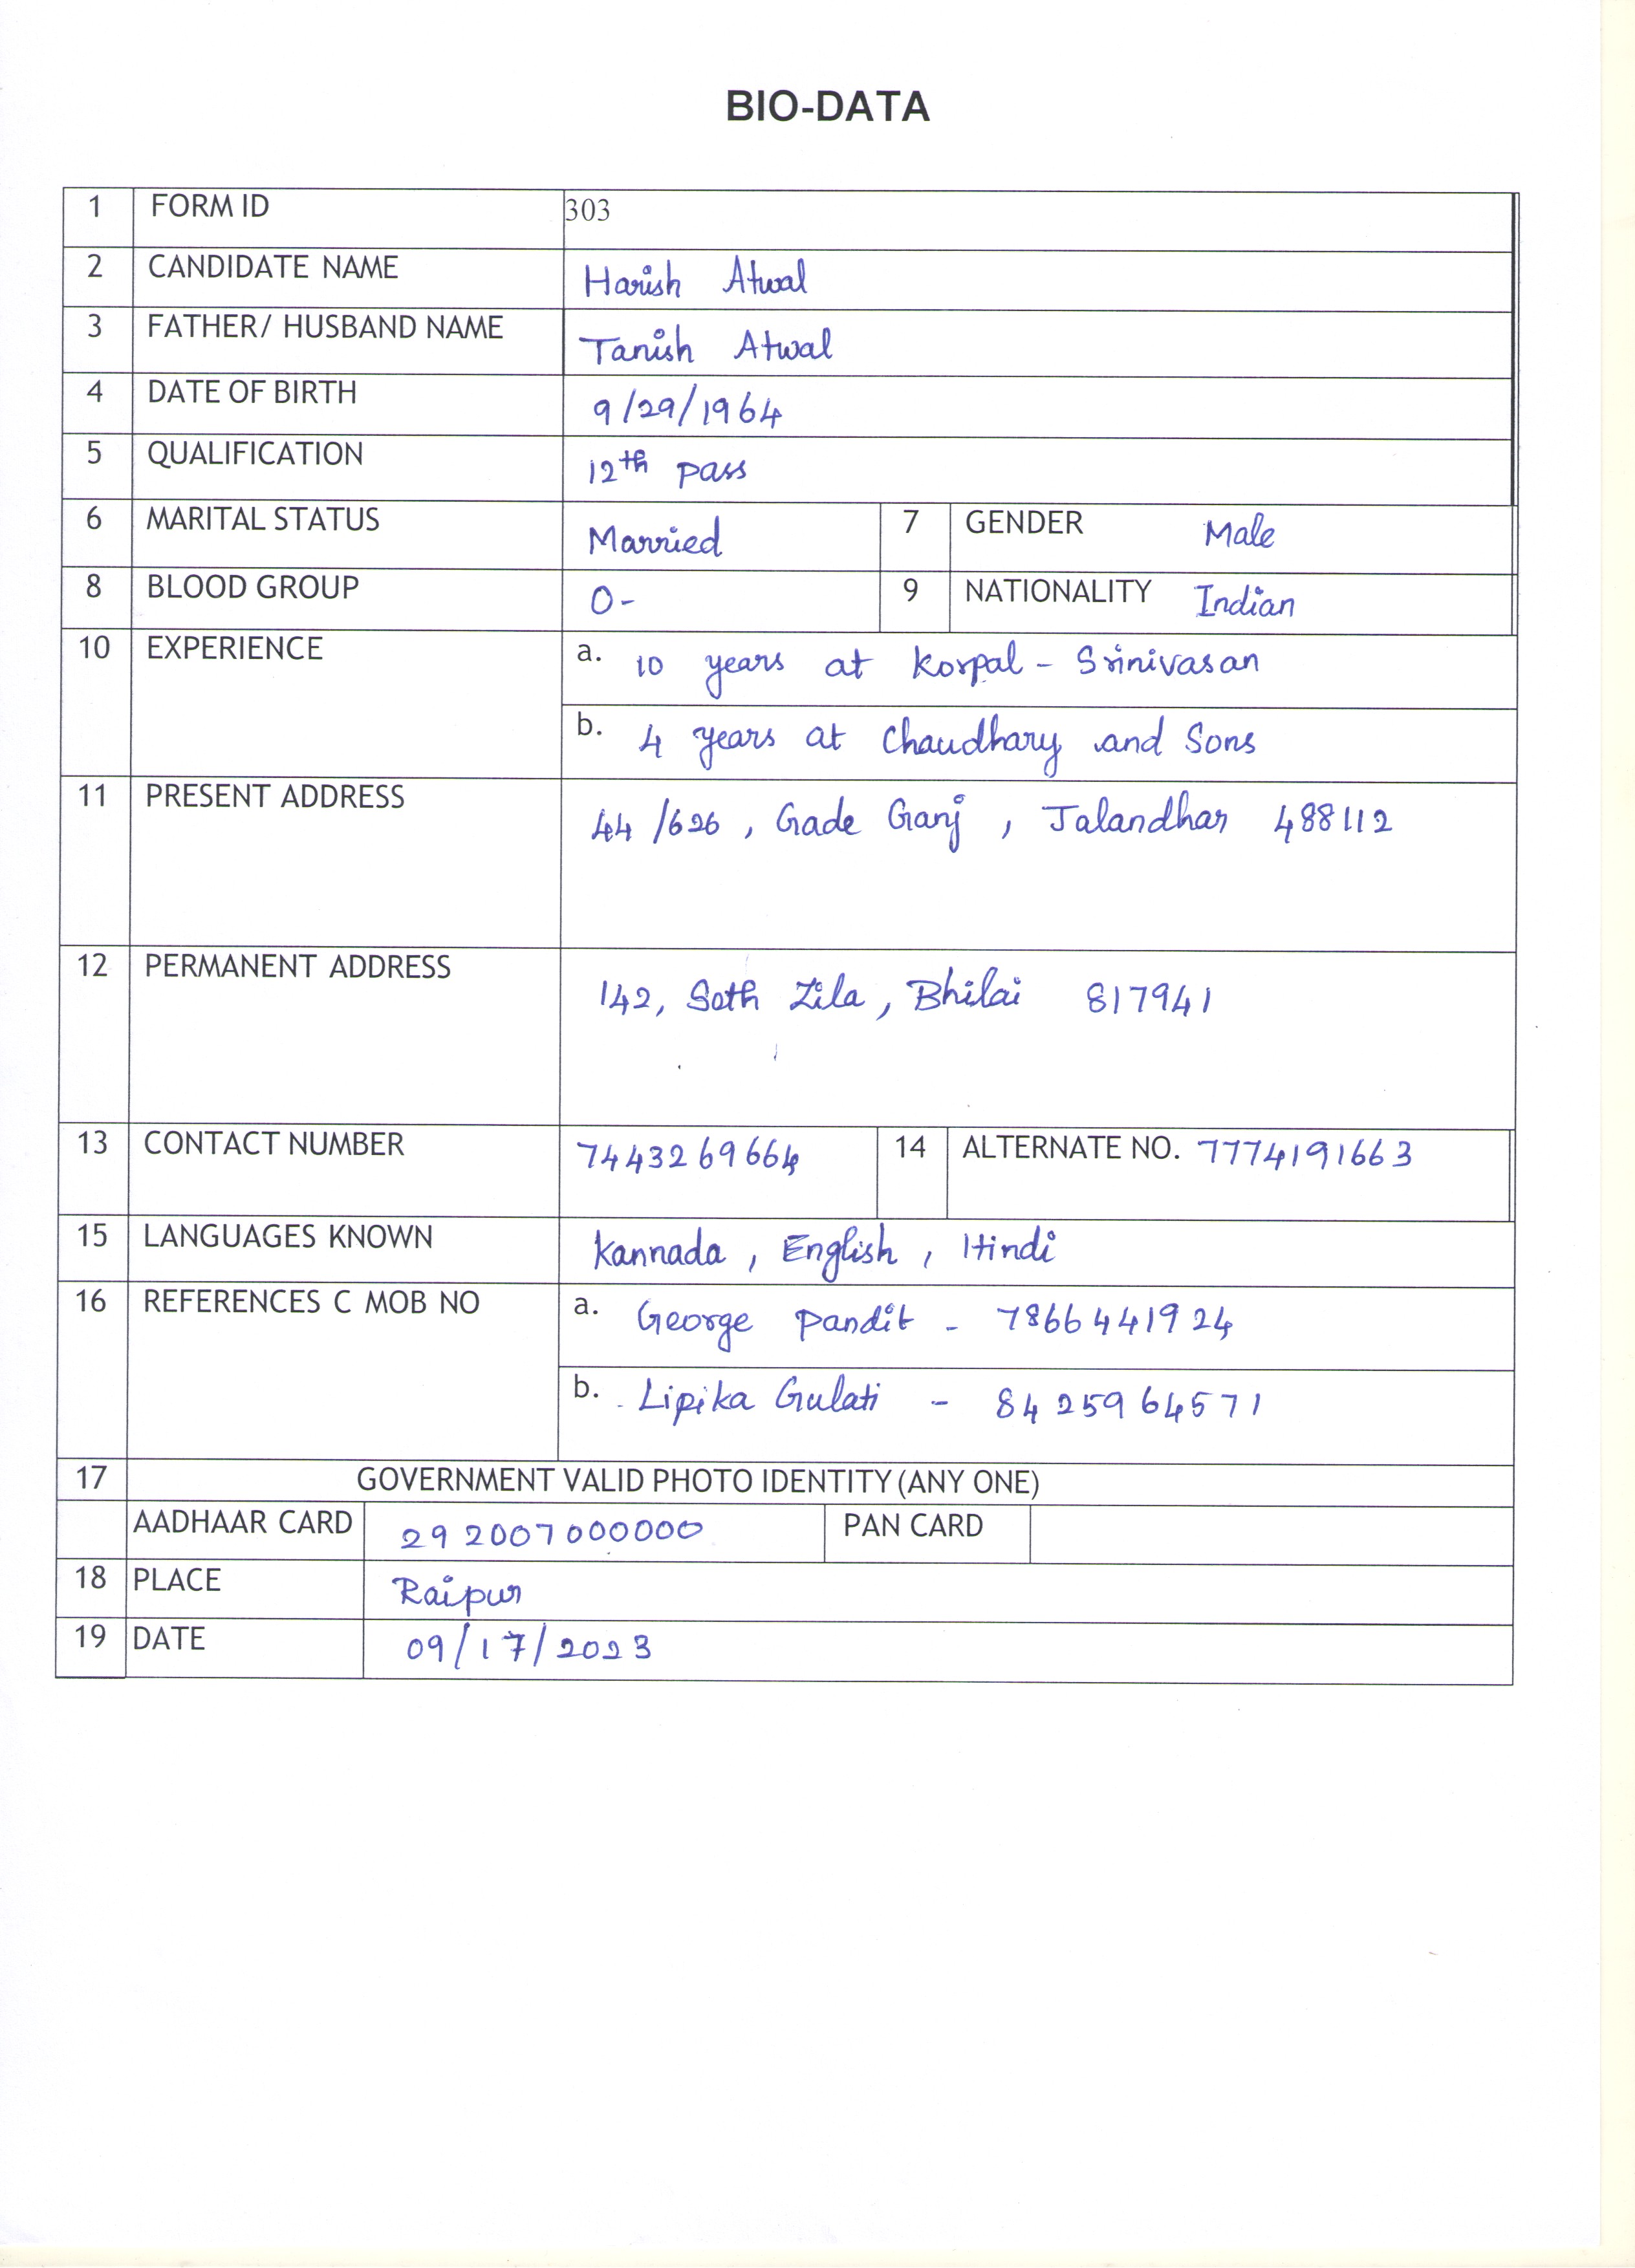 BIO-DATA
1 FORM ID 303
2 CANDIDATE NAME Harish Atwal
3 FATHER/ HUSBAND NAME Tanish Atwal
4 DATE OF BIRTH 9/29/1964
5 QUALIFICATION 12th pass
6 MARITAL STATUS Married 7 GENDER Male
8 BLOOD GROUP O- 9 NATIONALITY Indian
10 EXPERIENCE a. 10 years at Korpal - Srinivasan
b. 4 years at Chaudhary and Sons
11 PRESENT ADDRESS 44/626, Gade Ganj, Jalandhar 488112
12 PERMANENT ADDRESS 142, Seth Zila, Bhilai 817941
13 CONTACT NUMBER 7443269664 14 ALTERNATE NO. 7774191663
15 LANGUAGES KNOWN Kannada, English, Hindi
16 REFERENCES C MOB NO a. George Pandit - 7866441924
b. Lipika Gulati - 8425964571
17 GOVERNMENT VALID PHOTO IDENTITY (ANY ONE)
AADHAAR CARD 292007000000 PAN CARD
18 PLACE Raipur
19 DATE 09/17/2023